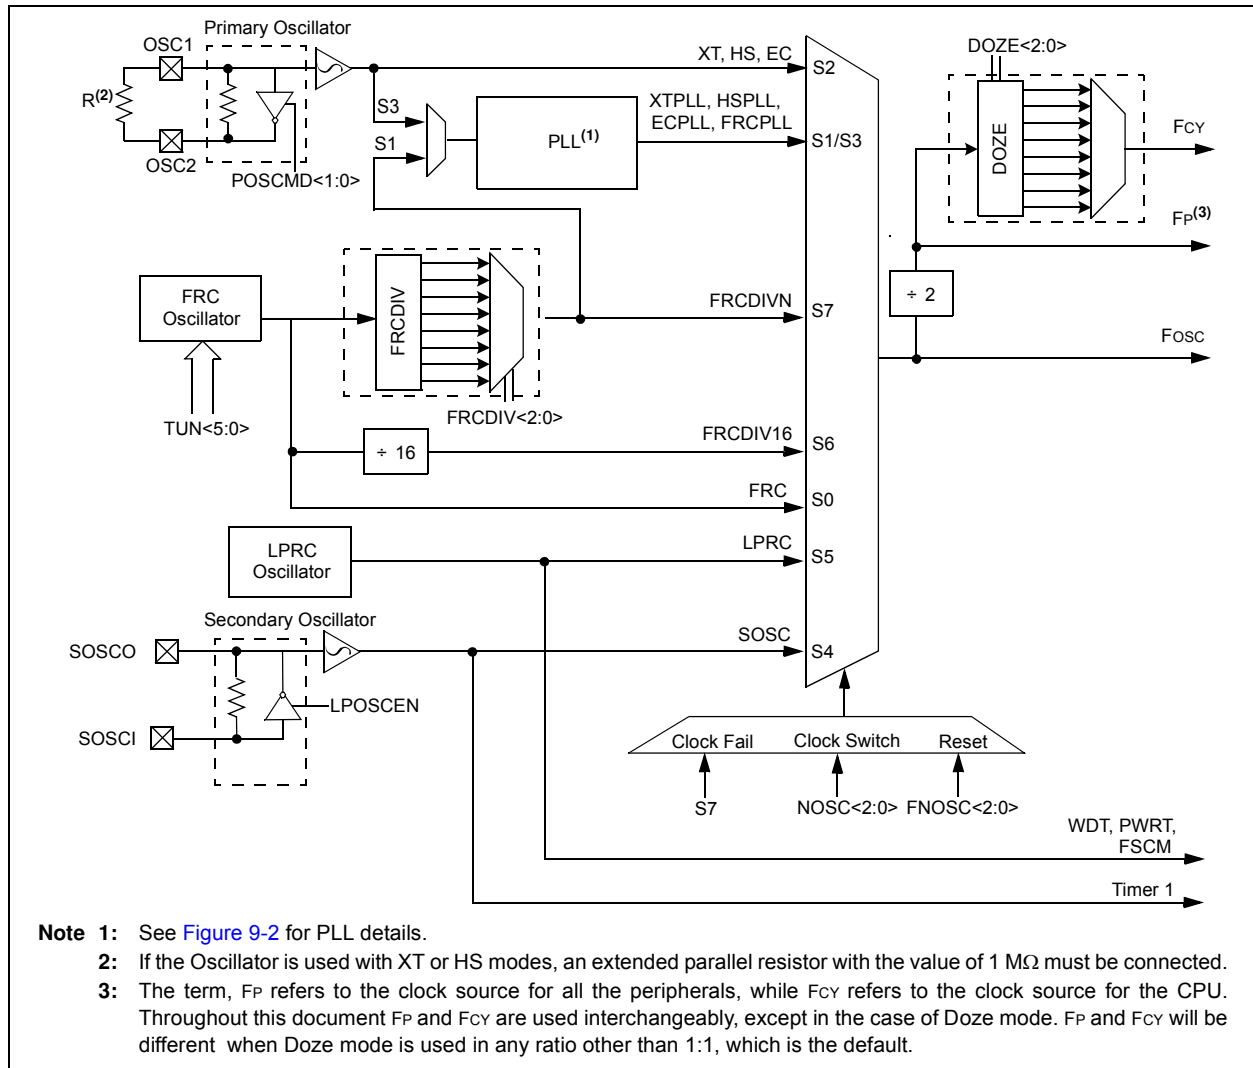 Primary Oscillator
OSC1
R(2)
OSC2
POSCMD<1:0>
S3
S1
PLL(1)
XT, HS, EC
XTPLL, HSPLL,
ECPLL, FRCPLL
S2
S1/S3
DOZE<2:0>
DOZE
FCY
FP(3)
÷ 2
FOSC
FRC
Oscillator
TUN<5:0>
FRCDIV
FRCDIV<2:0>
FRCDIVN
S7
÷ 16
FRCDIV16
S6
FRC
S0
LPRC
Oscillator
LPRC
S5
Secondary Oscillator
SOSCO
SOSCI
LPOSCEN
SOSC
S4
Clock Fail
Clock Switch
Reset
S7
NOSC<2:0>
FNOSC<2:0>
WDT, PWRT,
FSCM
Timer 1
Note 1: See Figure 9-2 for PLL details.
2: If the Oscillator is used with XT or HS modes, an extended parallel resistor with the value of 1 MΩ must be connected.
3: The term, FP refers to the clock source for all the peripherals, while FCY refers to the clock source for the CPU.
Throughout this document FP and FCY are used interchangeably, except in the case of Doze mode. FP and FCY will be
different when Doze mode is used in any ratio other than 1:1, which is the default.